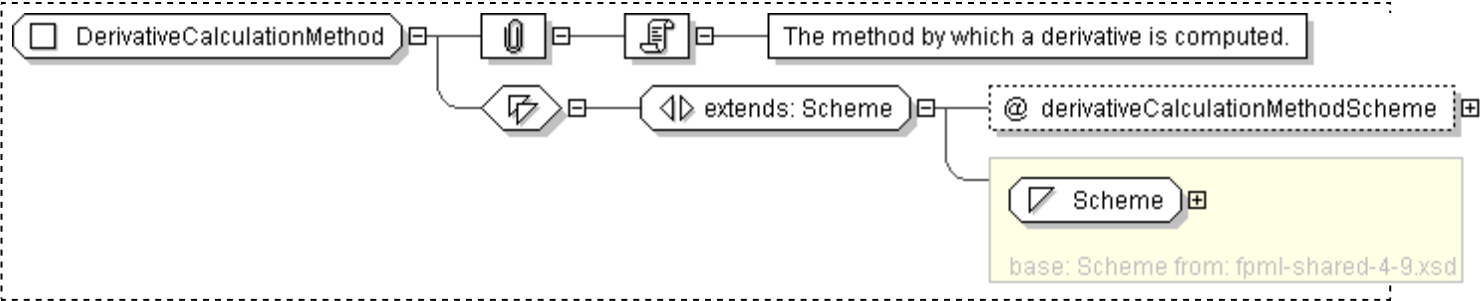 DerivativeCalculationMethod
The method by which a derivative is computed.
extends: Scheme
@ derivativeCalculationMethodScheme
Scheme
base: Scheme from: fpml-shared-4-9.xsd